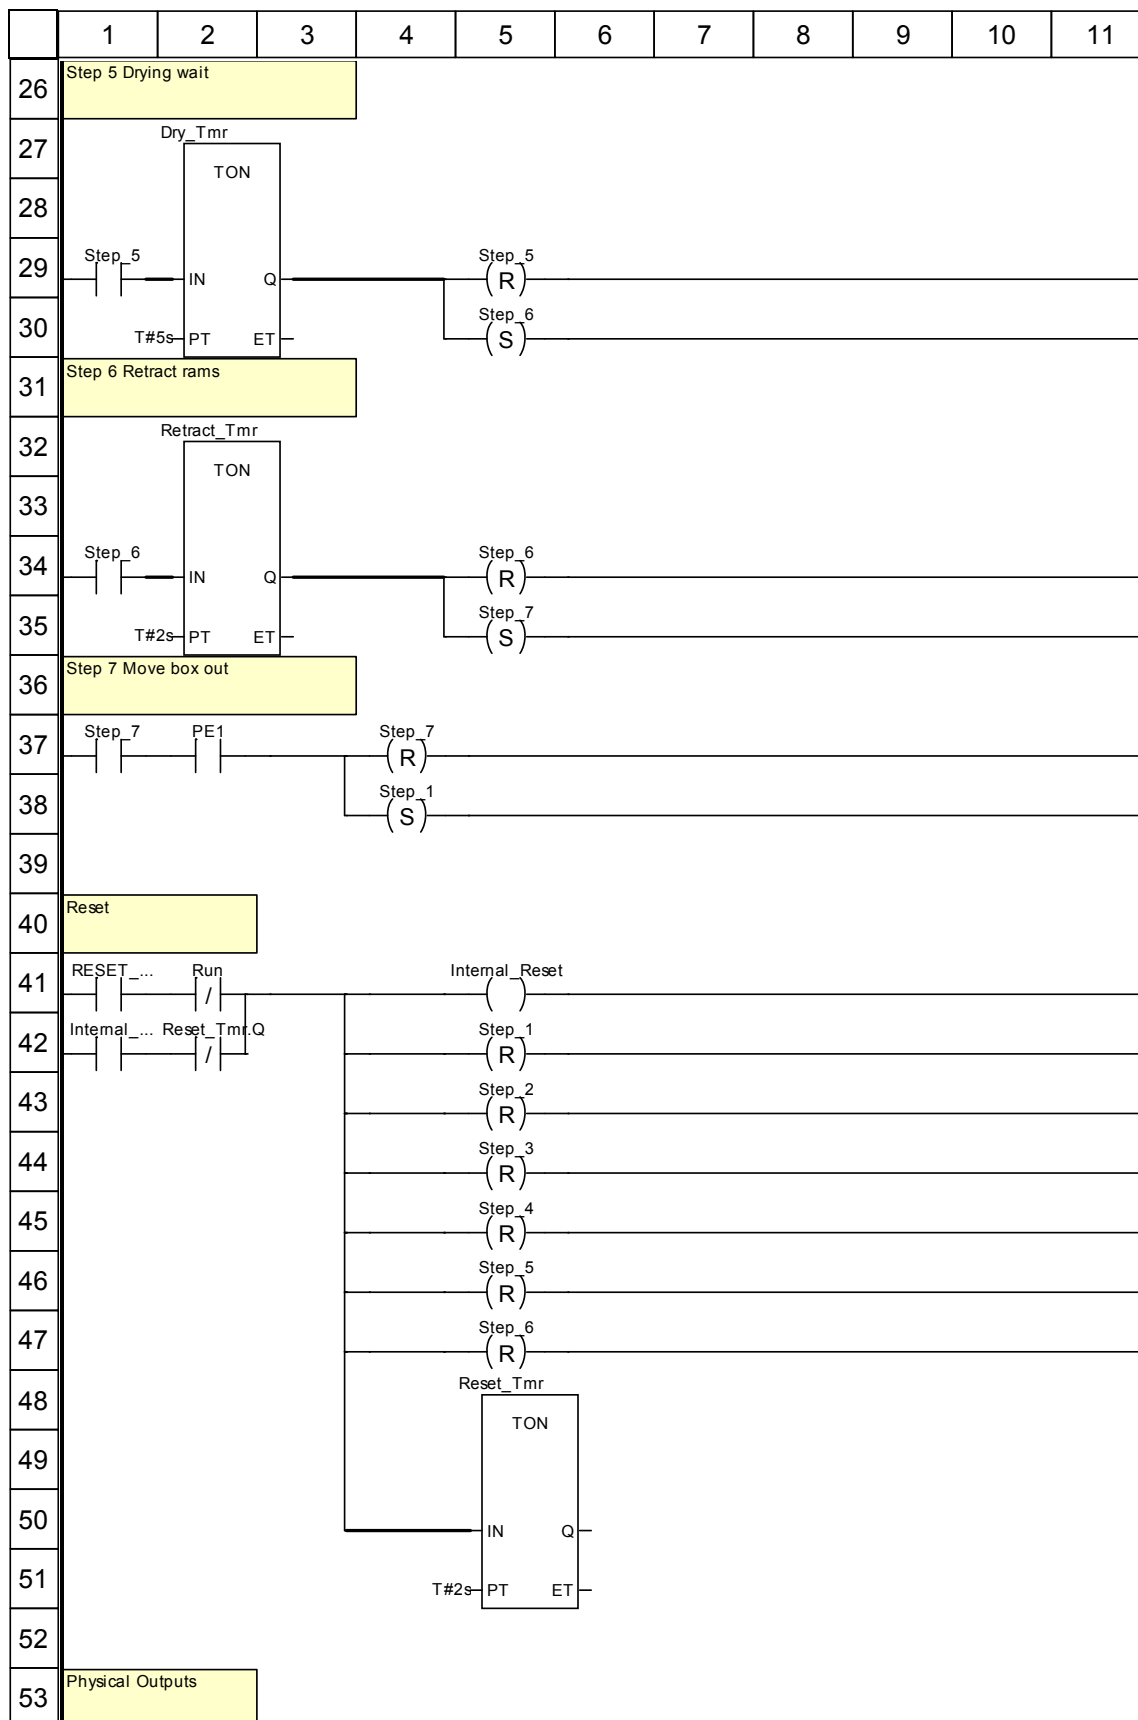 1 2 3 4 5 6 7 8 9 10 11
26 Step 5 Drying wait
27 Dry_Tmr
TON
28
29 Step_5 IN Q Step_5
R
30 T#5s PT ET Step_6
S
31 Step 6 Retract rams
32 Retract_Tmr
TON
33
34 Step_6 IN Q Step_6
R
35 T#2s PT ET Step_7
S
36 Step 7 Move box out
37 Step_7 PE1 Step_7
R
38 Step_1
S
39
40 Reset
41 RESET_... Run Internal_Reset
/
42 Internal_... Reset_Tmr.Q Step_1
/ R
43 Step_2
R
44 Step_3
R
45 Step_4
R
46 Step_5
R
47 Step_6
R
48 Reset_Tmr
TON
49
50 IN Q
51 T#2s PT ET
52
53 Physical Outputs